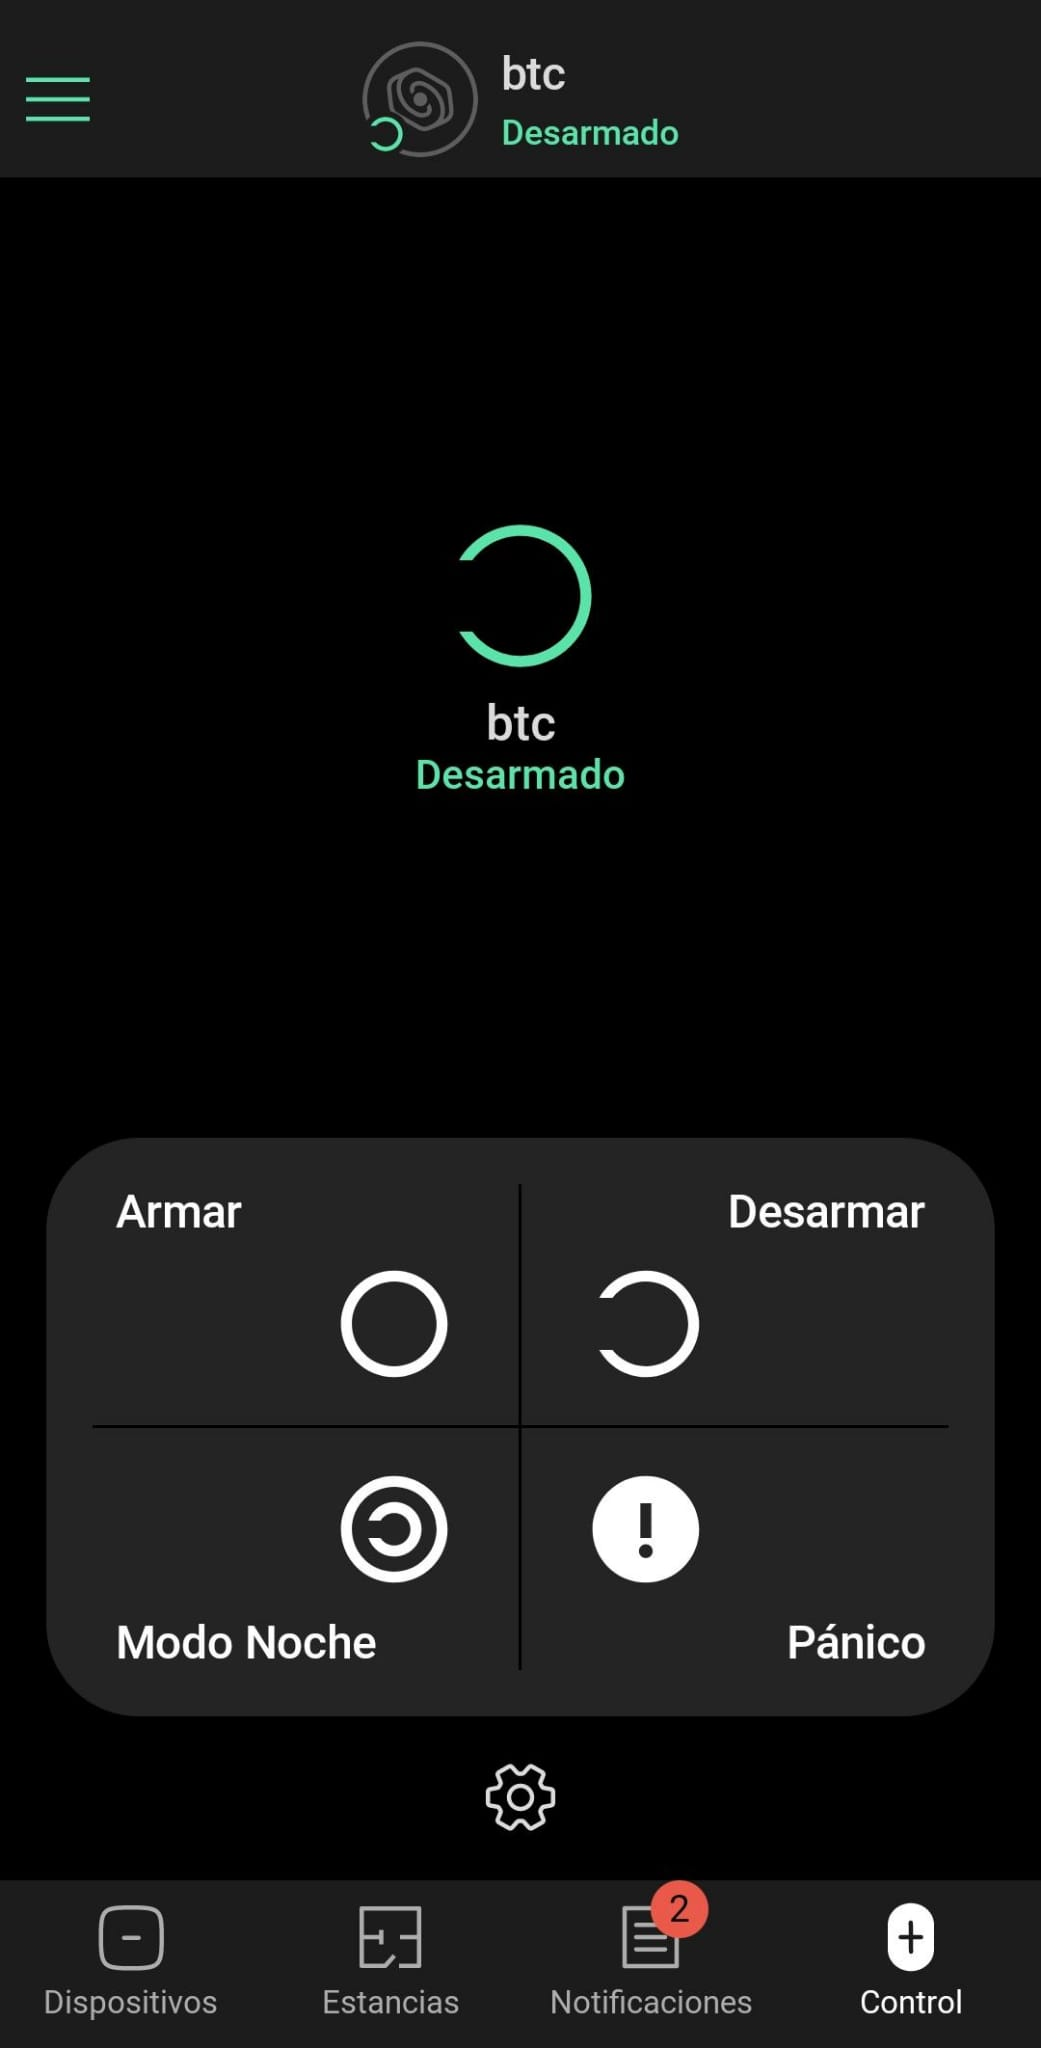 btc
Desarmado
btc
Desarmado
Armar
Desarmar
Modo Noche
Pánico
2
Dispositivos
Estancias
Notificaciones
Control